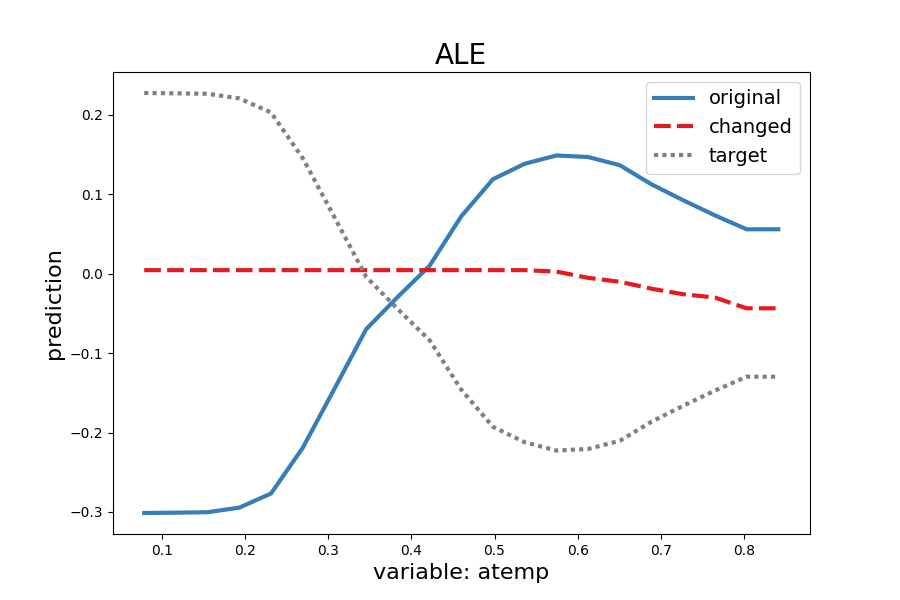 ALE
original
changed
target
prediction
0.2
0.1
0.0
−0.1
−0.2
−0.3
0.1 0.2 0.3 0.4 0.5 0.6 0.7 0.8
variable: atemp